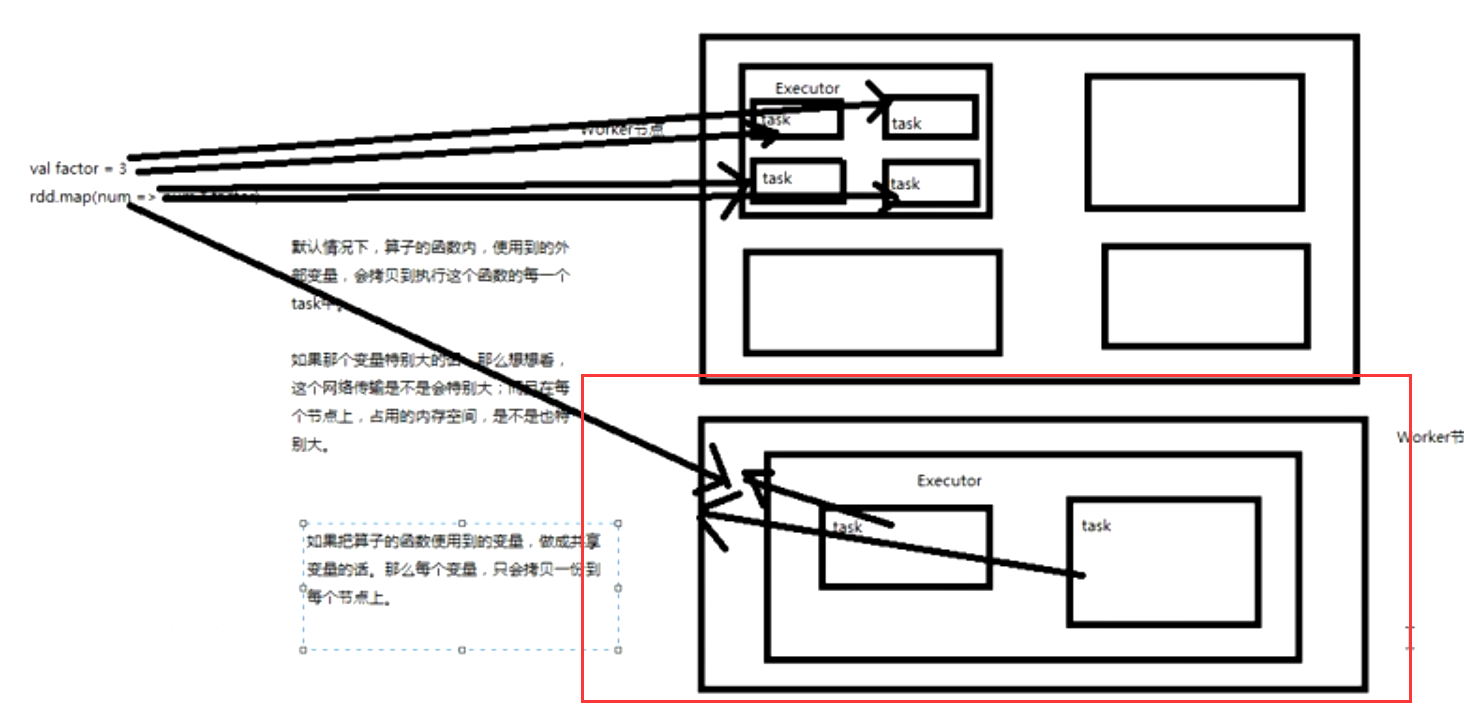 Executor
task
task
Worker节点
val factor = 3
rdd.map(num =>
task
task
默认情况下，算子的函数内，使用到的外
部变量，会拷贝到执行这个函数的每一个
task中。
如果那个变量特别大的话，那么想想看，
这个网络传输是不是会特别大；而且在每
个节点上，占用的内存空间，是不是也特
别大。
Worker节
Executor
task
task
如果把算子的函数使用到的变量，做成共享
变量的话。那么每个变量，只会拷贝一份到
每个节点上。